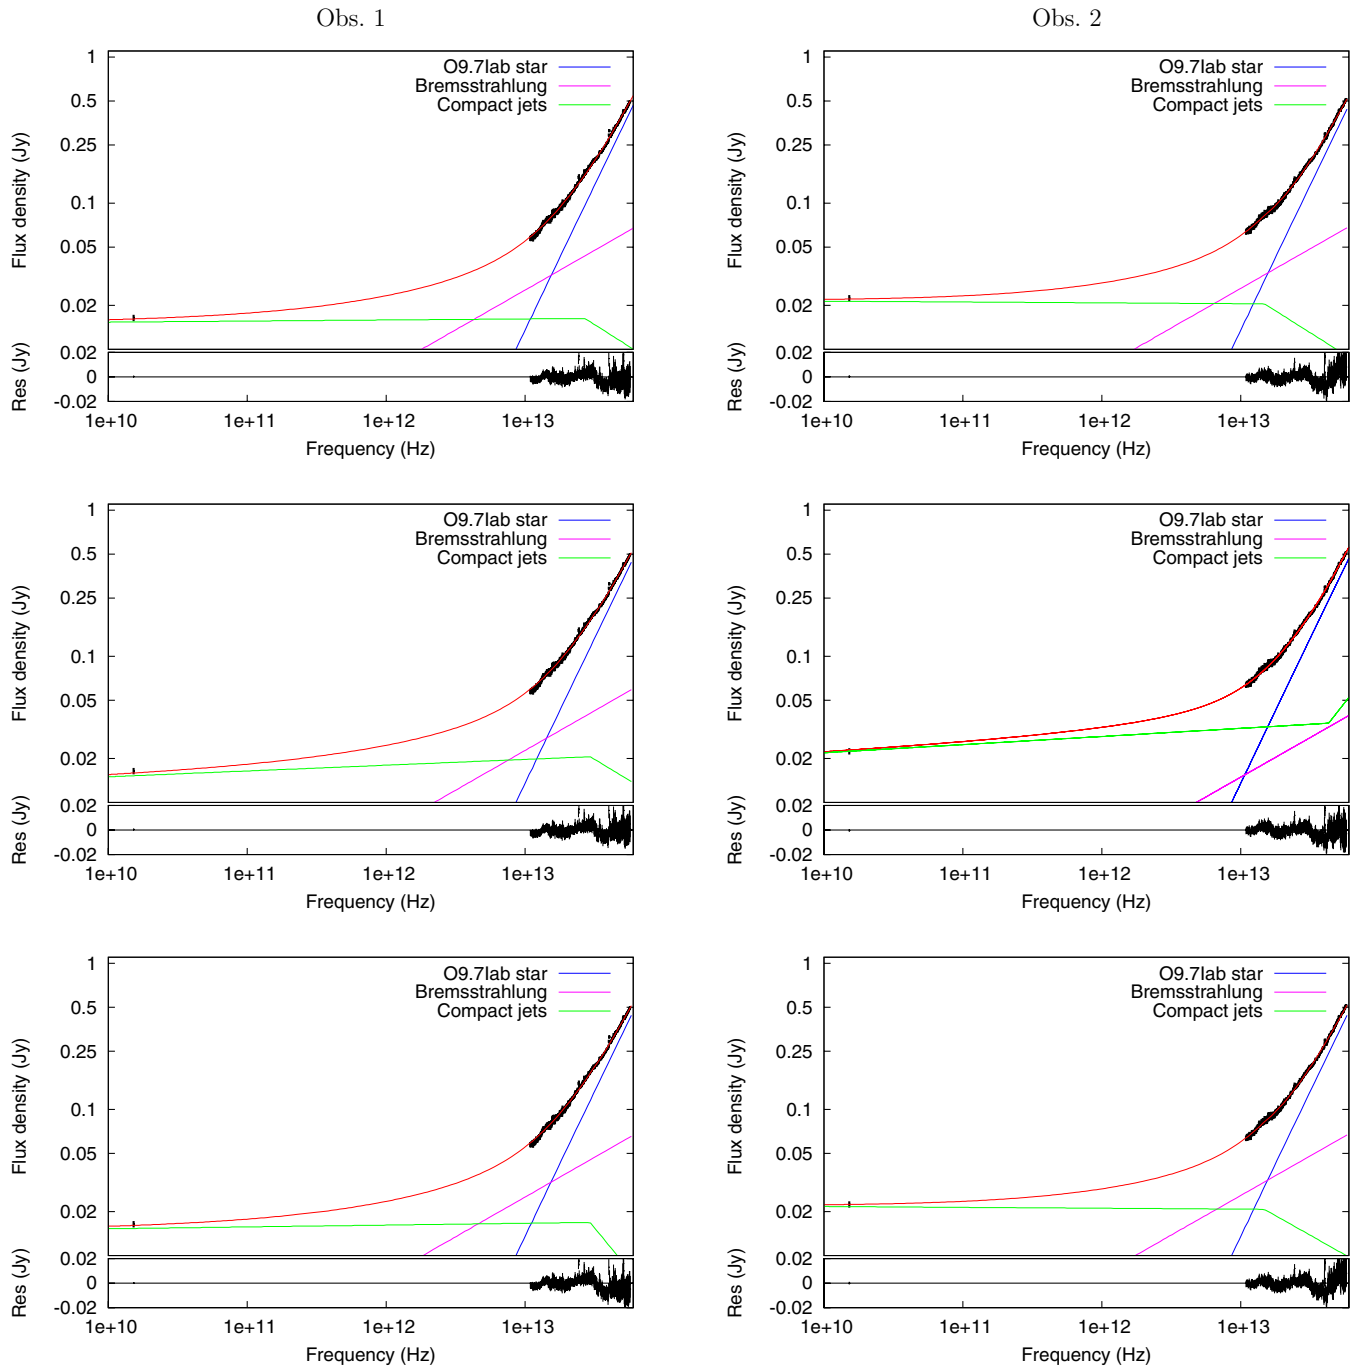 Obs. 1
Obs. 2
1
0.5
0.25
0.1
0.05
0.02
Flux density (Jy)
O9.7Iab star
Bremsstrahlung
Compact jets
0.02
0
-0.02
Res (Jy)
1e+10 1e+11 1e+12 1e+13
Frequency (Hz)
1
0.5
0.25
0.1
0.05
0.02
Flux density (Jy)
O9.7Iab star
Bremsstrahlung
Compact jets
0.02
0
-0.02
Res (Jy)
1e+10 1e+11 1e+12 1e+13
Frequency (Hz)
1
0.5
0.25
0.1
0.05
0.02
Flux density (Jy)
O9.7Iab star
Bremsstrahlung
Compact jets
0.02
0
-0.02
Res (Jy)
1e+10 1e+11 1e+12 1e+13
Frequency (Hz)
1
0.5
0.25
0.1
0.05
0.02
Flux density (Jy)
O9.7Iab star
Bremsstrahlung
Compact jets
0.02
0
-0.02
Res (Jy)
1e+10 1e+11 1e+12 1e+13
Frequency (Hz)
1
0.5
0.25
0.1
0.05
0.02
Flux density (Jy)
O9.7Iab star
Bremsstrahlung
Compact jets
0.02
0
-0.02
Res (Jy)
1e+10 1e+11 1e+12 1e+13
Frequency (Hz)
1
0.5
0.25
0.1
0.05
0.02
Flux density (Jy)
O9.7Iab star
Bremsstrahlung
Compact jets
0.02
0
-0.02
Res (Jy)
1e+10 1e+11 1e+12 1e+13
Frequency (Hz)